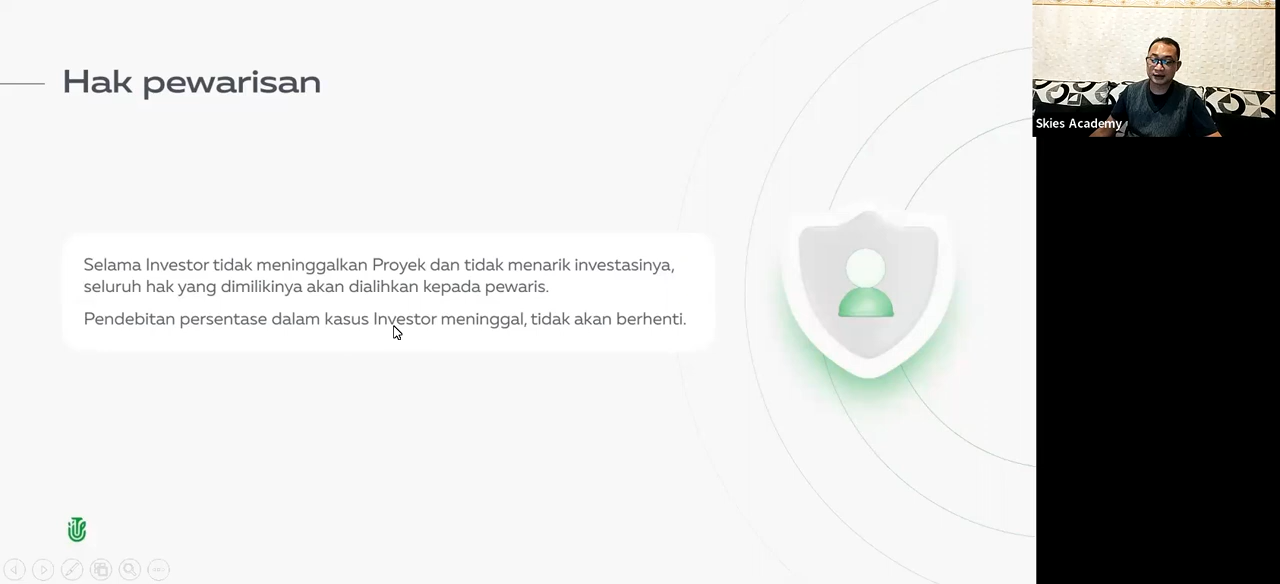 Hak pewarisan
Selama Investor tidak meninggalkan Proyek dan tidak menarik investasinya,
seluruh hak yang dimilikinya akan dialihkan kepada pewaris.
Pendebitan persentase dalam kasus Investor meninggal, tidak akan berhenti.
Skies Academy